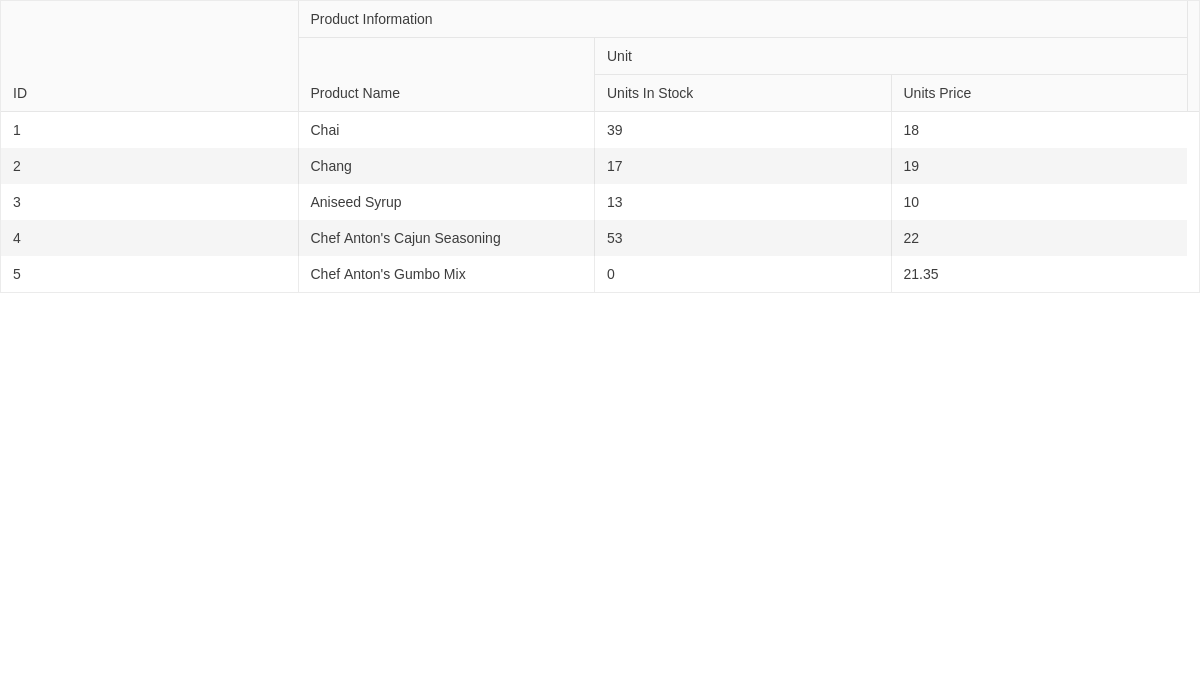 Product Information
Unit
ID Product Name Units In Stock Units Price
1 Chai 39 18
2 Chang 17 19
3 Aniseed Syrup 13 10
4 Chef Anton's Cajun Seasoning 53 22
5 Chef Anton's Gumbo Mix 0 21.35